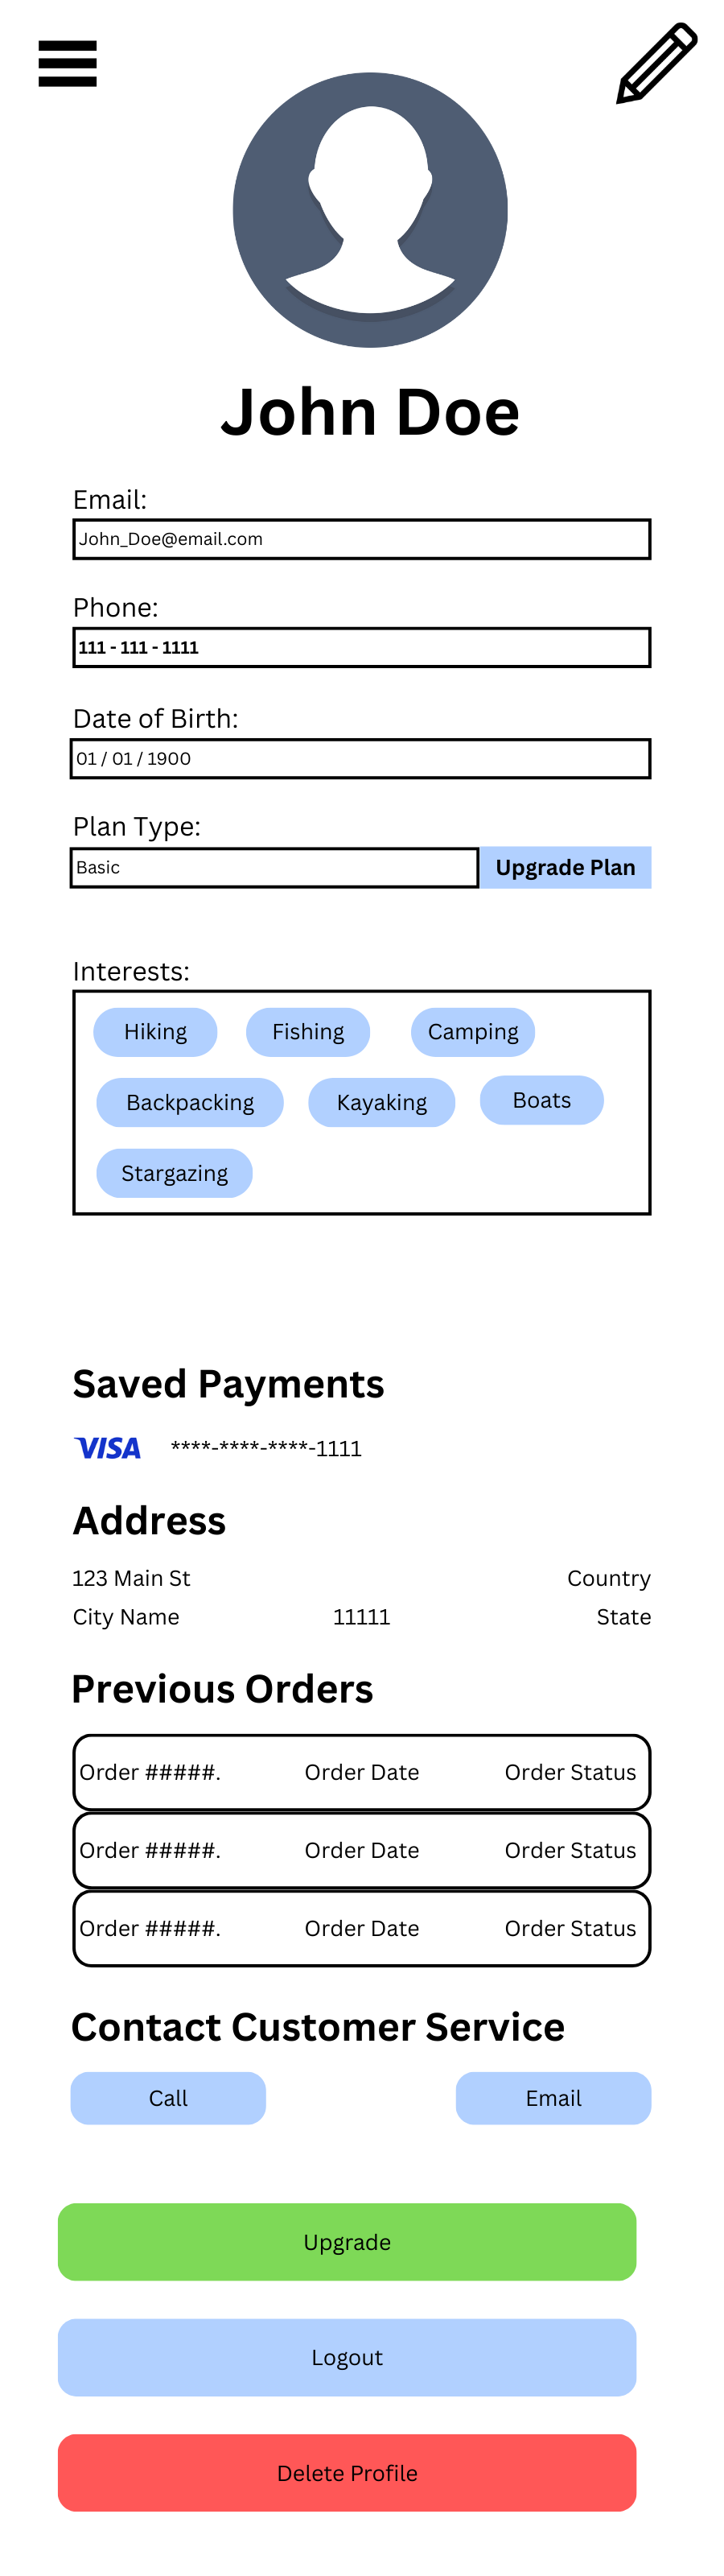 John Doe
Email:
John_Doe@email.com
Phone:
111 - 111 - 1111
Date of Birth:
01 / 01 / 1900
Plan Type:
Basic Upgrade Plan
Interests:
Hiking Fishing Camping
Backpacking Kayaking Boats
Stargazing
Saved Payments
VISA ****-****-****-1111
Address
123 Main St Country
City Name 11111 State
Previous Orders
Order #####. Order Date Order Status
Order #####. Order Date Order Status
Order #####. Order Date Order Status
Contact Customer Service
Call Email
Upgrade
Logout
Delete Profile